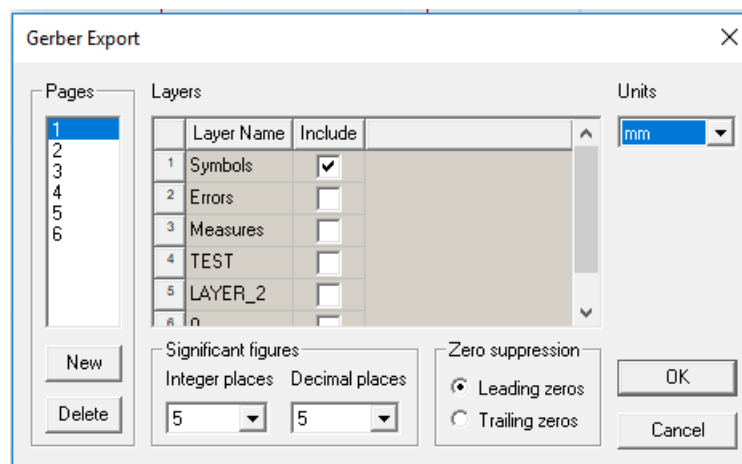 Gerber Export
Pages
1
2
3
4
5
6
New
Delete
Layers
Layer Name Include
1 Symbols
2 Errors
3 Measures
4 TEST
5 LAYER_2
6 0
Significant figures
Integer places Decimal places
5 5
Zero suppression
Leading zeros
Trailing zeros
Units
mm
OK
Cancel